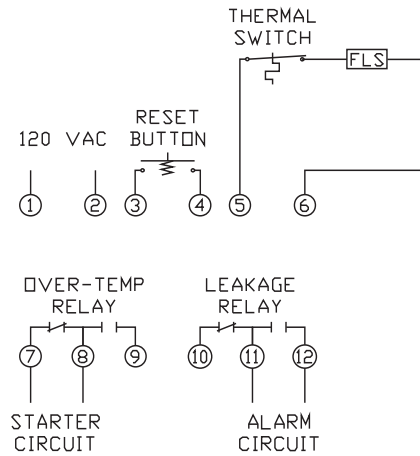 THERMAL
SWITCH
FLS
RESET
BUTTON
120 VAC
1 2 3 4 5 6
OVER-TEMP
RELAY
LEAKAGE
RELAY
7 8 9 10 11 12
STARTER
CIRCUIT
ALARM
CIRCUIT